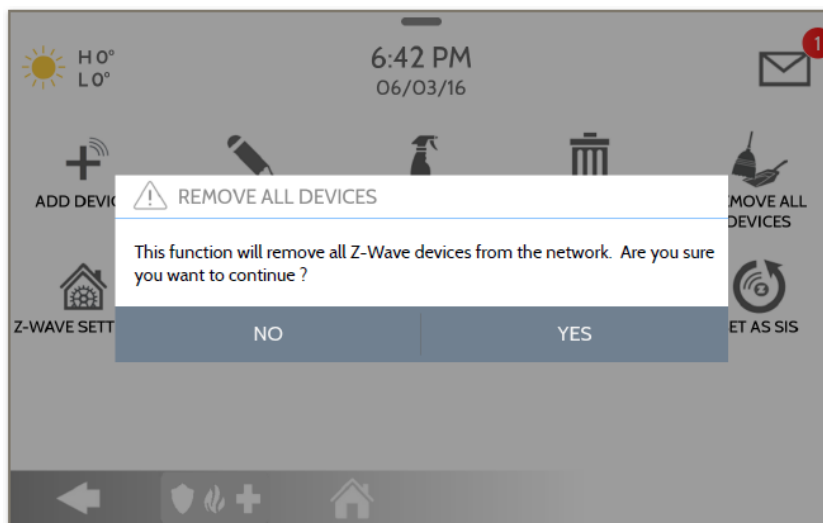 H 0°
L 0°
6:42 PM
06/03/16
1
ADD DEVIC
MOVE ALL
DEVICES
REMOVE ALL DEVICES
This function will remove all Z-Wave devices from the network. Are you sure
you want to continue ?
NO
YES
Z-WAVE SETT
ET AS SIS